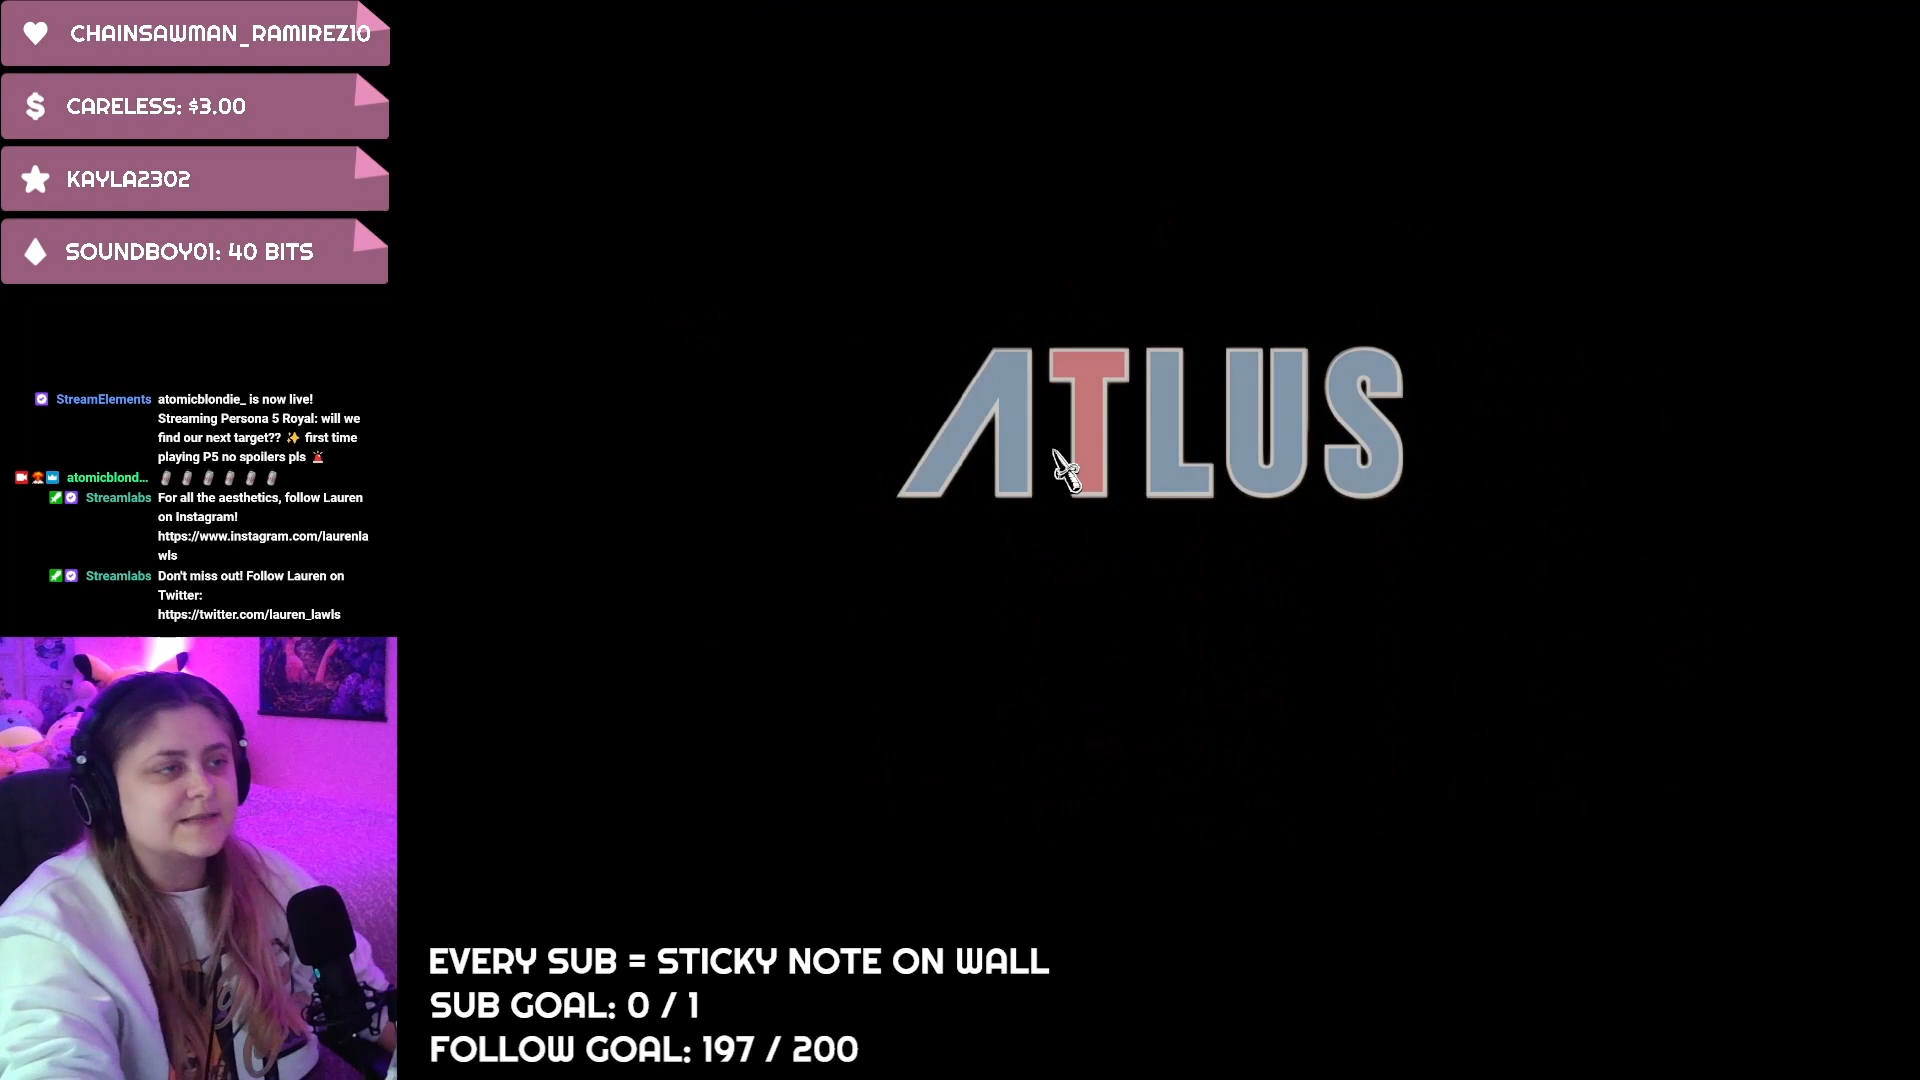 CHAINSAWMAN_RAMIREZ10
CARELESS: $3.00
KAYLA2302
SOUNDBOY01: 40 BITS
StreamElements atomicblondie_ is now live!
Streaming Persona 5 Royal: will we
find our next target?? ✨ first time
playing P5 no spoilers pls 🚨
atomicblond...
Streamlabs For all the aesthetics, follow Lauren
on Instagram!
https://www.instagram.com/laurenla
wls
Streamlabs Don't miss out! Follow Lauren on
Twitter:
https://twitter.com/lauren_lawls
ATLUS
EVERY SUB = STICKY NOTE ON WALL
SUB GOAL: 0 / 1
FOLLOW GOAL: 197 / 200